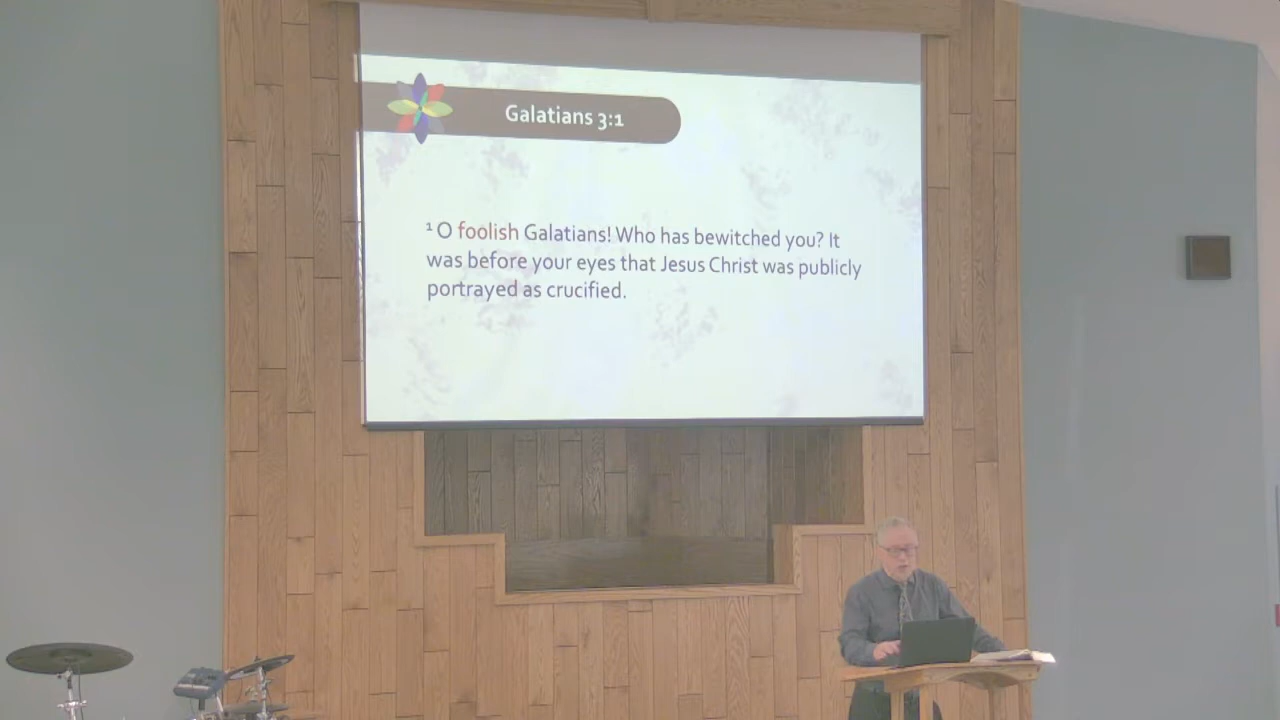 Galatians 3:1
¹ O foolish Galatians! Who has bewitched you? It
was before your eyes that Jesus Christ was publicly
portrayed as crucified.